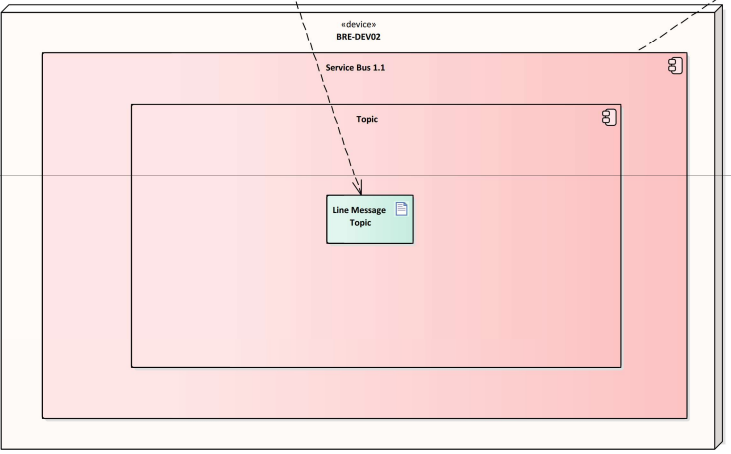 «device»
BRE-DEV02
Service Bus 1.1
Topic
Line Message
Topic